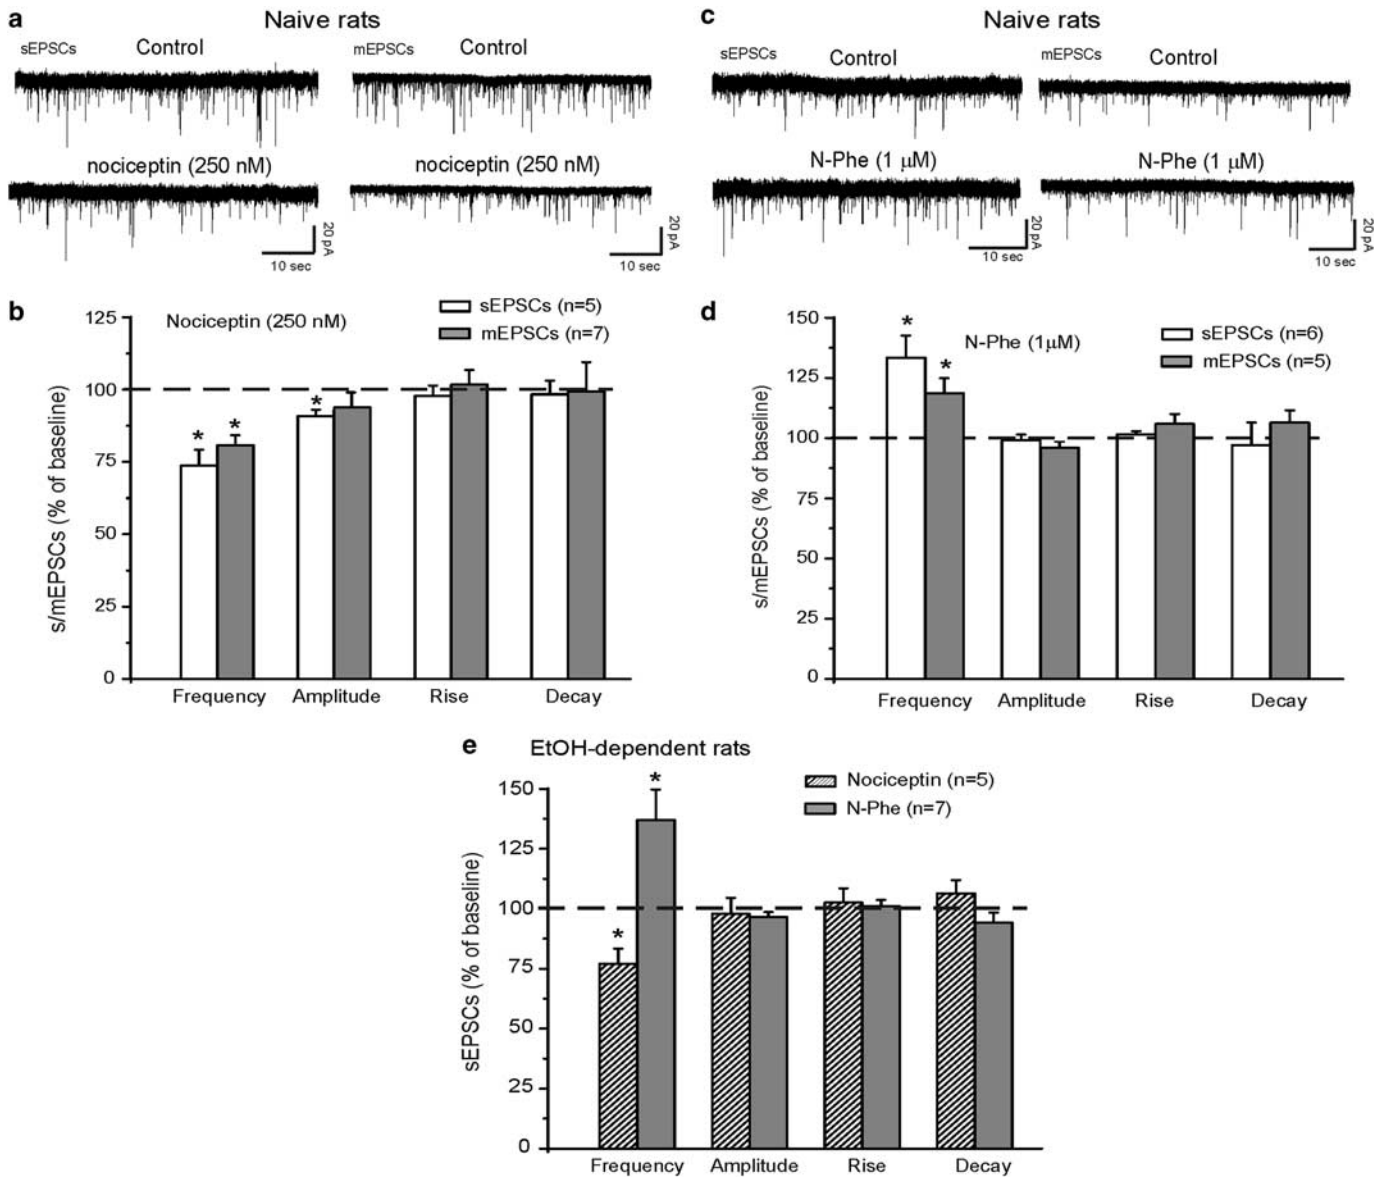 a
Naive rats
sEPSCs
Control
mEPSCs
Control
nociceptin (250 nM)
nociceptin (250 nM)
20 pA
10 sec
20 pA
10 sec
c
Naive rats
sEPSCs
Control
mEPSCs
Control
N-Phe (1 µM)
N-Phe (1 µM)
20 pA
10 sec
20 pA
10 sec
b
Nociceptin (250 nM)
sEPSCs (n=5)
mEPSCs (n=7)
s/mEPSCs (% of baseline)
125
100
75
50
25
0
* * *
Frequency Amplitude Rise Decay
d
N-Phe (1µM)
sEPSCs (n=6)
mEPSCs (n=5)
s/mEPSCs (% of baseline)
150
125
100
75
50
25
0
* *
Frequency Amplitude Rise Decay
e
EtOH-dependent rats
Nociceptin (n=5)
N-Phe (n=7)
sEPSCs (% of baseline)
150
125
100
75
50
25
0
* *
Frequency Amplitude Rise Decay